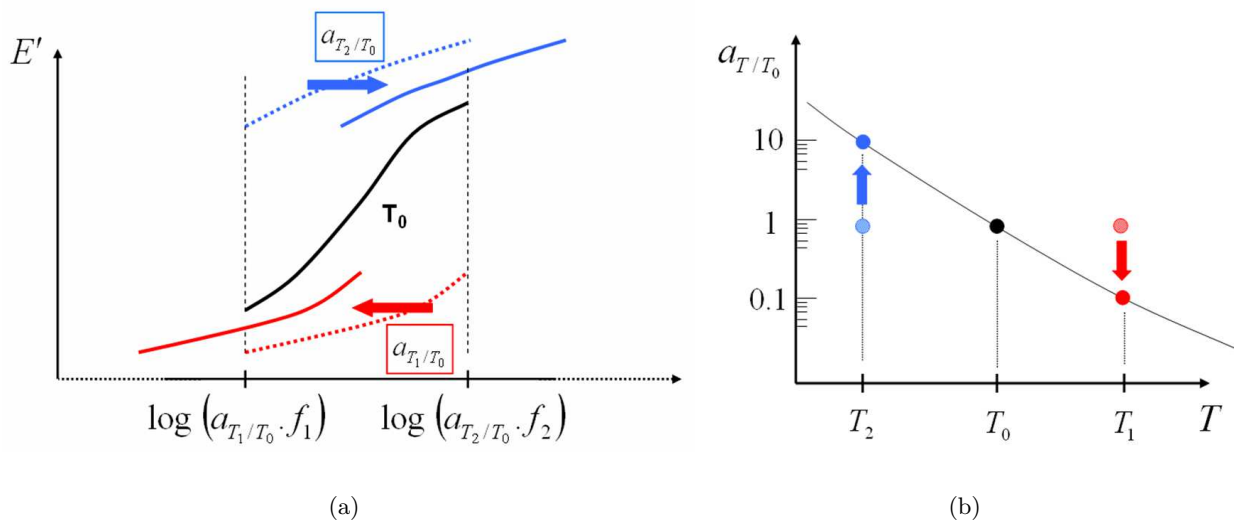 E′
a_{T_2/T_0}
T_0
a_{T_1/T_0}
log (a_{T_1/T_0}.f_1)
log (a_{T_2/T_0}.f_2)
(a)
a_{T/T_0}
10
1
0.1
T_2
T_0
T_1
T
(b)